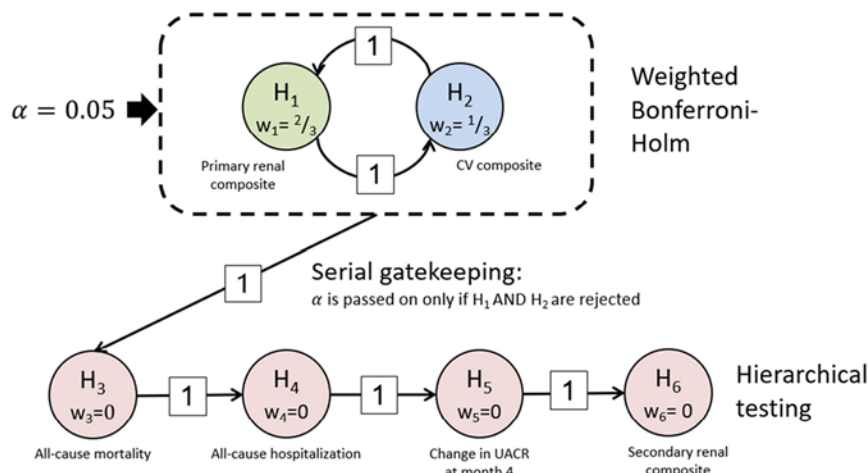 1
α = 0.05
H₁
w₁= ²/₃
H₂
w₂= ¹/₃
Weighted
Bonferroni-
Holm
Primary renal
composite
CV composite
1
1
Serial gatekeeping:
α is passed on only if H₁ AND H₂ are rejected
H₃
w₃=0
1
H₄
w₄=0
1
H₅
w₅=0
1
H₆
w₆= 0
Hierarchical
testing
All-cause mortality
All-cause hospitalization
Change in UACR
at month 4
Secondary renal
composite